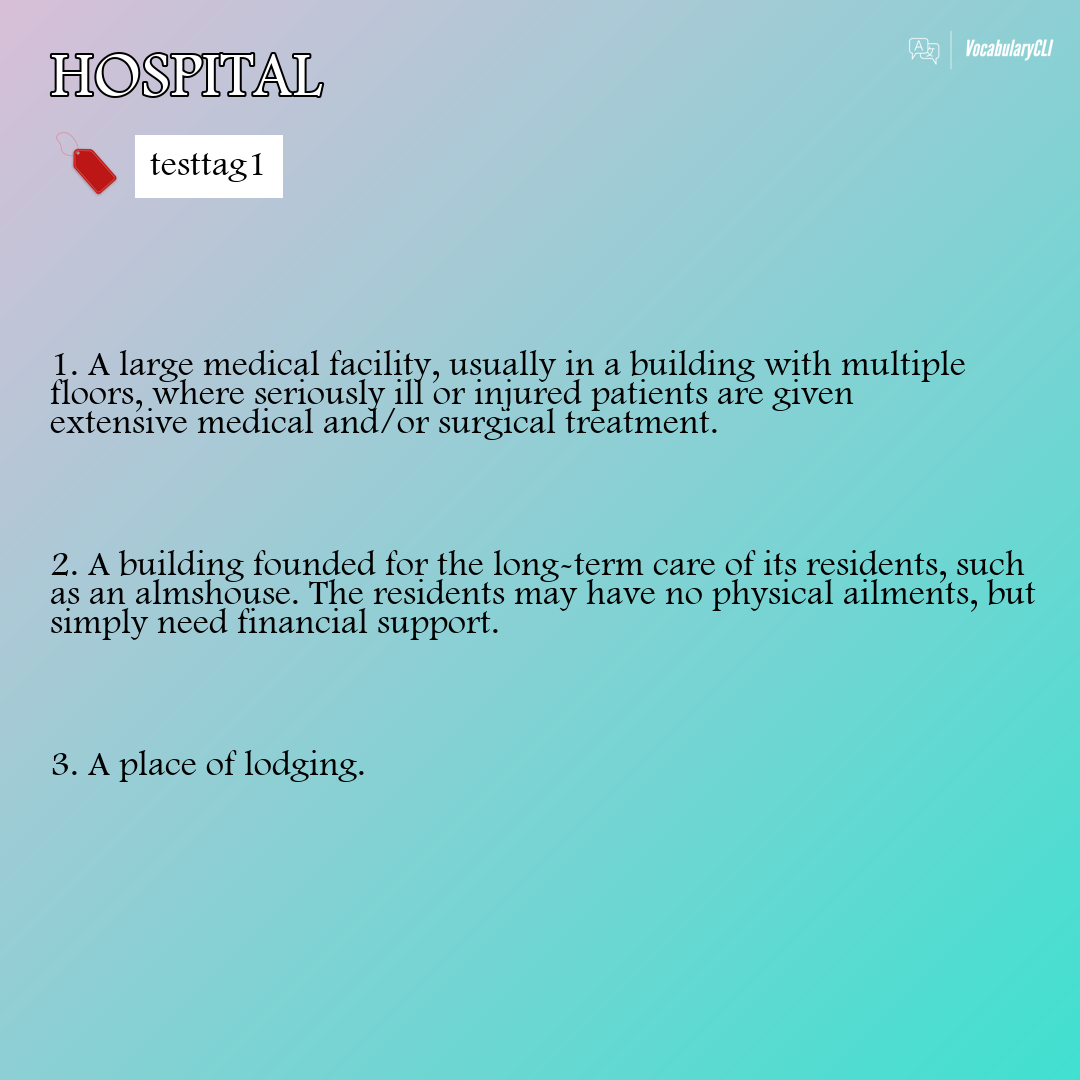 HOSPITAL
VocabularyCLI
testtag1
1. A large medical facility, usually in a building with multiple
floors, where seriously ill or injured patients are given
extensive medical and/or surgical treatment.
2. A building founded for the long-term care of its residents, such
as an almshouse. The residents may have no physical ailments, but
simply need financial support.
3. A place of lodging.